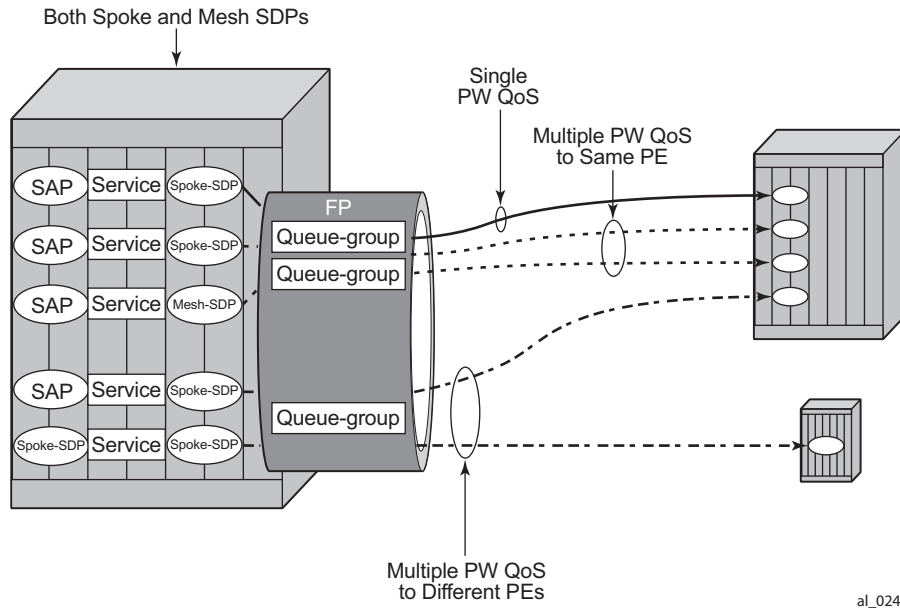 Both Spoke and Mesh SDPs
Single
PW QoS
Multiple PW QoS
to Same PE
SAP Service Spoke-SDP
FP
Queue-group
SAP Service Spoke-SDP
Queue-group
SAP Service Mesh-SDP
SAP Service Spoke-SDP
Queue-group
Spoke-SDP Service Spoke-SDP
Multiple PW QoS
to Different PEs
al_024